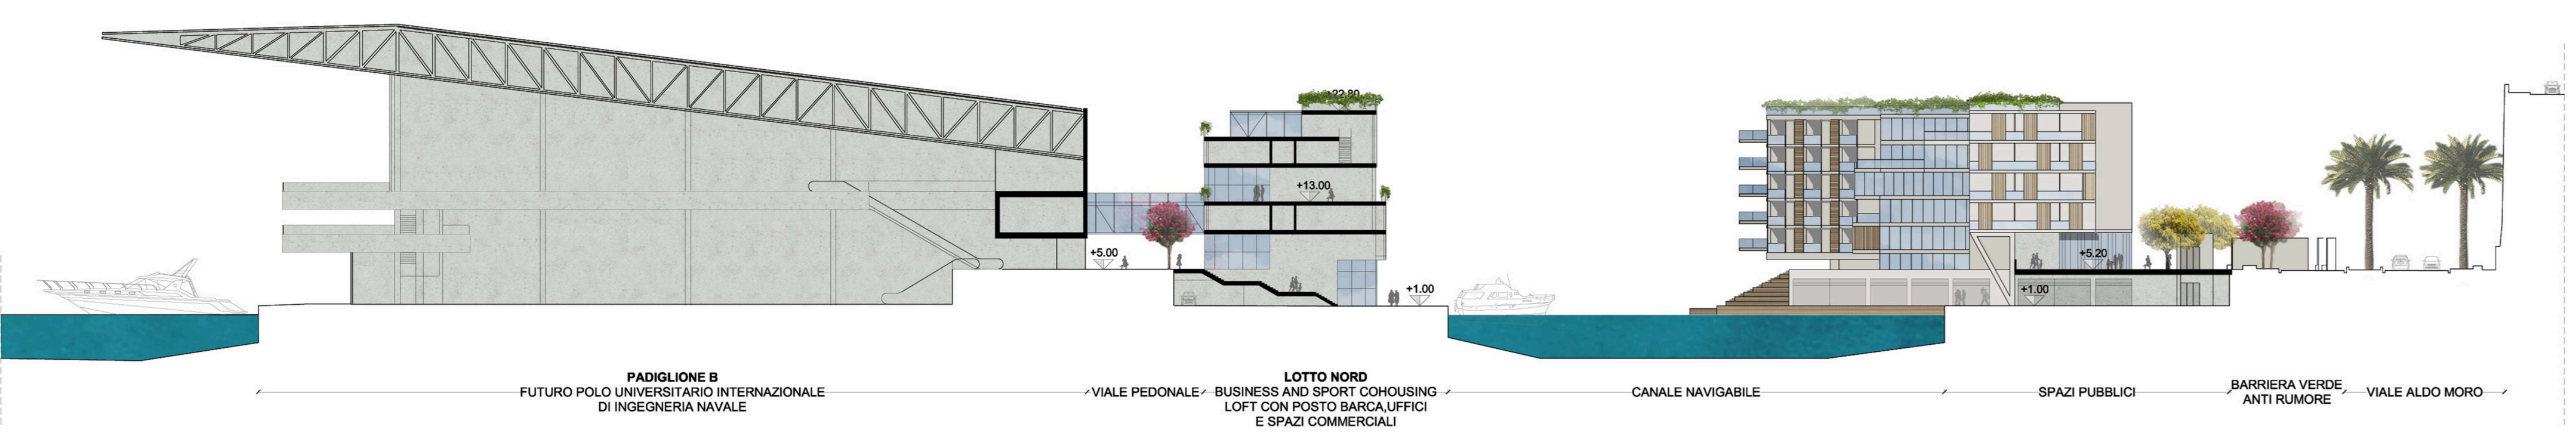 +22.80
+13.00
+5.00
+1.00
+5.20
+1.00
PADIGLIONE B
FUTURO POLO UNIVERSITARIO INTERNAZIONALE
DI INGEGNERIA NAVALE
VIALE PEDONALE
LOTTO NORD
BUSINESS AND SPORT COHOUSING
LOFT CON POSTO BARCA,UFFICI
E SPAZI COMMERCIALI
CANALE NAVIGABILE
SPAZI PUBBLICI
BARRIERA VERDE
ANTI RUMORE
VIALE ALDO MORO